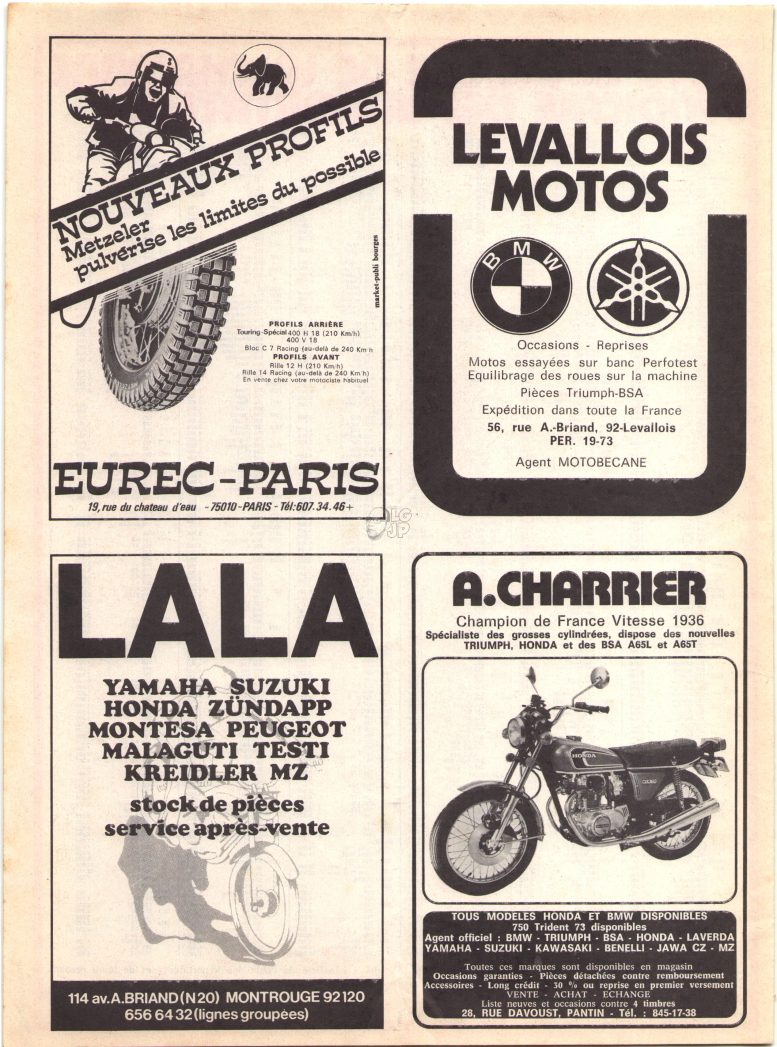 NOUVEAUX PROFILS
Metzeler
pulvérise les limites du possible
market-publi bourges
PROFILS ARRIÈRE
Touring-Spécial 400 H 18 (210 Km/h)
400 V 18
Bloc C 7 Racing (au-delà de 240 Km h
PROFILS AVANT
Rille 12 H (210 Km/h)
Rille 14 Racing (au-delà de 240 Km/h)
En vente chez votre motociste habituel
EUREC-PARIS
19, rue du chateau d'eau - 75010 - PARIS - Tél: 607.34.46+
LEVALLOIS
MOTOS
BMW
Occasions - Reprises
Motos essayées sur banc Perfotest
Equilibrage des roues sur la machine
Pièces Triumph-BSA
Expédition dans toute la France
56, rue A.-Briand, 92-Levallois
PER. 19-73
Agent MOTOBECANE
LG
JP
LALA
YAMAHA SUZUKI
HONDA ZÜNDAPP
MONTESA PEUGEOT
MALAGUTI TESTI
KREIDLER MZ
stock de pièces
service après-vente
114 av. A. BRIAND (N20) MONTROUGE 92120
656 64 32 (lignes groupées)
A. CHARRIER
Champion de France Vitesse 1936
Spécialiste des grosses cylindrées, dispose des nouvelles
TRIUMPH, HONDA et des BSA A65L et A65T
HONDA
TOUS MODELES HONDA ET BMW DISPONIBLES
750 Trident 73 disponibles
Agent officiel : BMW - TRIUMPH - BSA - HONDA - LAVERDA
YAMAHA - SUZUKI - KAWASAKI - BENELLI - JAWA CZ - MZ
Toutes ces marques sont disponibles en magasin
Occasions garanties - Pièces détachées contre remboursement
Accessoires - Long crédit - 30 % ou reprise en premier versement
VENTE - ACHAT - ECHANGE
Liste neuves et occasions contre 4 timbres
28, RUE DAVOUST, PANTIN - Tél. : 845-17-38